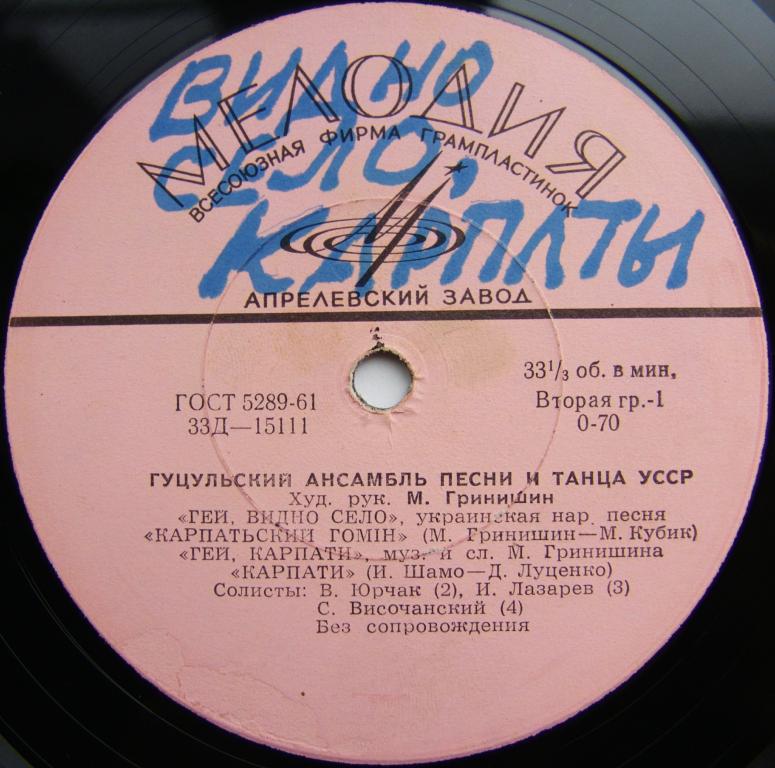 ВИДНО
СЕЛО,
КАРПАТЫ
МЕЛОДИЯ
ВСЕСОЮЗНАЯ ФИРМА ГРАМПЛАСТИНОК
АПРЕЛЕВСКИЙ ЗАВОД
ГОСТ 5289-61
33Д—15111
33⅓ об. в мин,
Вторая гр.-1
0-70
ГУЦУЛЬСКИЙ АНСАМБЛЬ ПЕСНИ И ТАНЦА УССР
Худ. рук. М. Гринишин
«ГЕЙ, ВИДНО СЕЛО», украинская нар. песня
«КАРПАТЬСКИЙ ГОМІН» (М. Гринишин—М. Кубик)
«ГЕЙ, КАРПАТИ», муз. и сл. М. Гринишина
«КАРПАТИ» (И. Шамо—Д. Луценко)
Солисты: В. Юрчак (2), И. Лазарев (3)
С. Височанский (4)
Без сопровождения